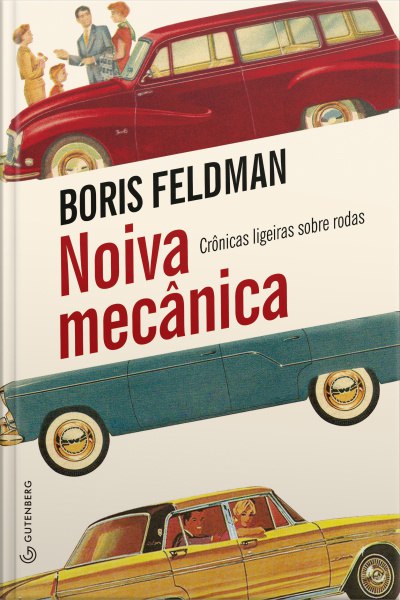 BORIS FELDMAN
Noiva
Crônicas ligeiras sobre rodas
mecânica
GUTENBERG